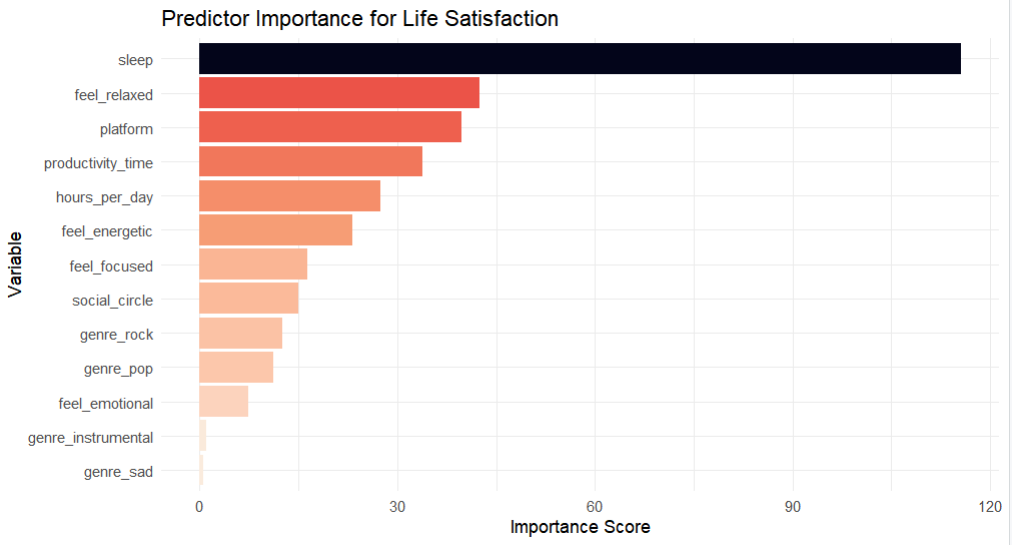 Predictor Importance for Life Satisfaction
Variable
sleep
feel_relaxed
platform
productivity_time
hours_per_day
feel_energetic
feel_focused
social_circle
genre_rock
genre_pop
feel_emotional
genre_instrumental
genre_sad
0 30 60 90 120
Importance Score